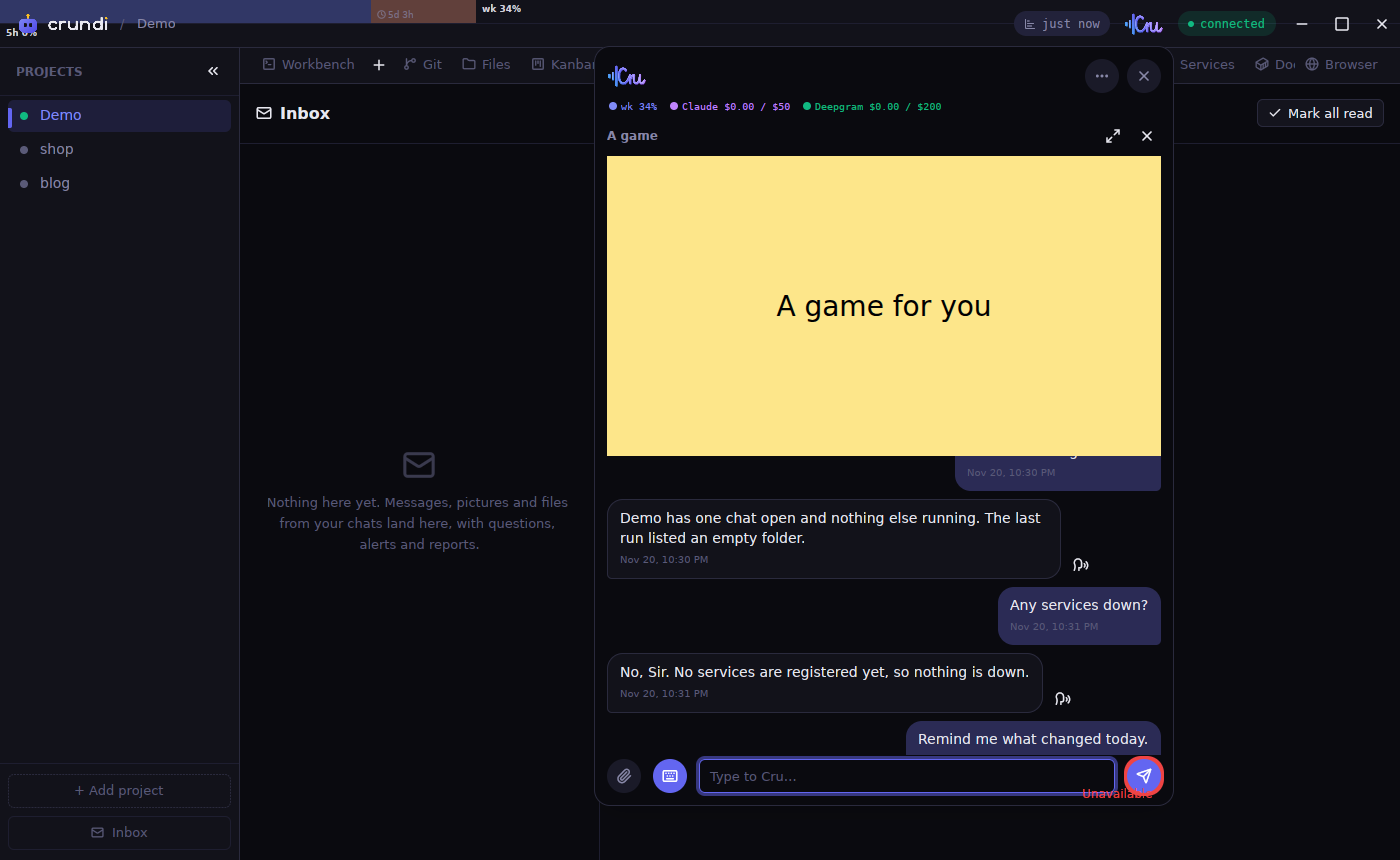 5d 3h
wk 34%
5h 0%
crundi / Demo
just now
Cru
connected
PROJECTS
Workbench
Git
Files
Services
Browser
Demo
shop
blog
Inbox
Mark all read
Nothing here yet. Messages, pictures and files
from your chats land here, with questions,
alerts and reports.
Cru
wk 34% Claude $0.00 / $50 Deepgram $0.00 / $200
A game
A game for you
Nov 20, 10:30 PM
Demo has one chat open and nothing else running. The last
run listed an empty folder.
Nov 20, 10:30 PM
Any services down?
Nov 20, 10:31 PM
No, Sir. No services are registered yet, so nothing is down.
Nov 20, 10:31 PM
Remind me what changed today.
Type to Cru...
Unavailable
+ Add project
Inbox